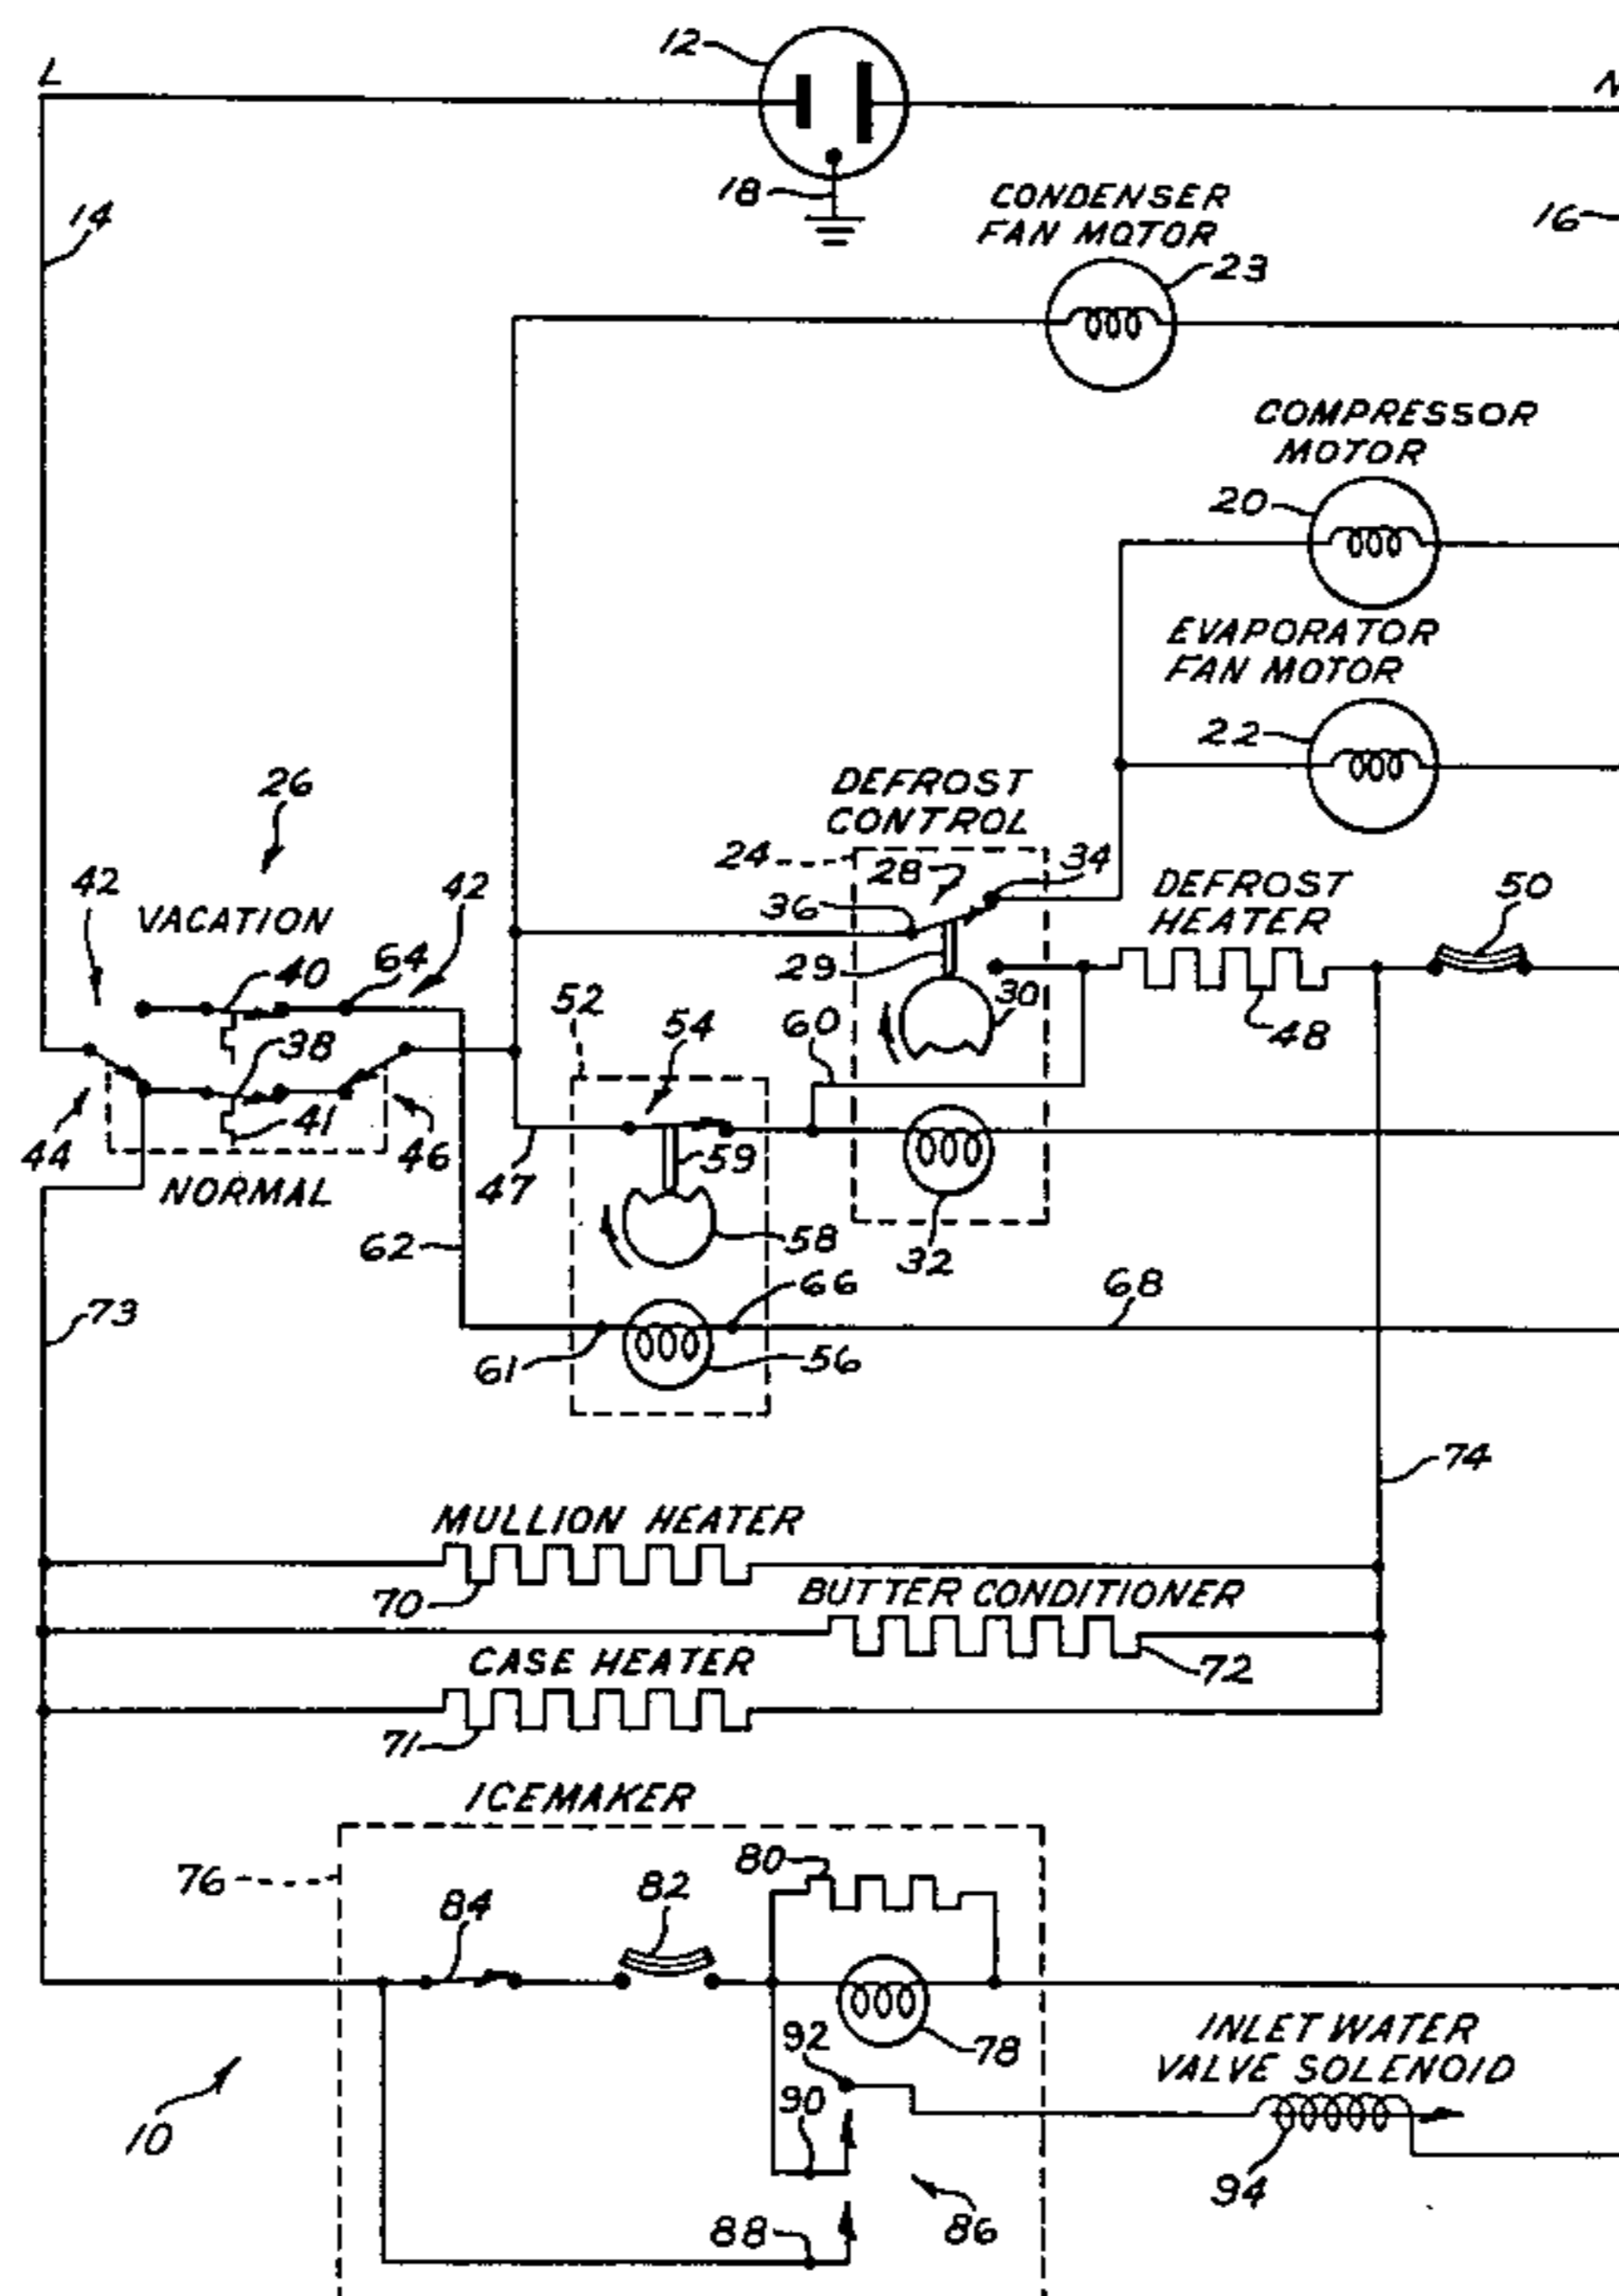 12
L
N
18
14
CONDENSER
FAN MOTOR
16
23
COMPRESSOR
MOTOR
20
EVAPORATOR
FAN MOTOR
22
26
DEFROST
CONTROL
24
28
34
42
42
VACATION
36
DEFROST
HEATER
50
40
64
29
30
52
54
60
48
38
41
44
46
59
47
NORMAL
58
62
32
66
68
73
61
56
74
MULLION HEATER
70
BUTTER CONDITIONER
CASE HEATER
72
71
ICEMAKER
80
76
84
82
92
78
INLET WATER
VALVE SOLENOID
90
10
94
88
86